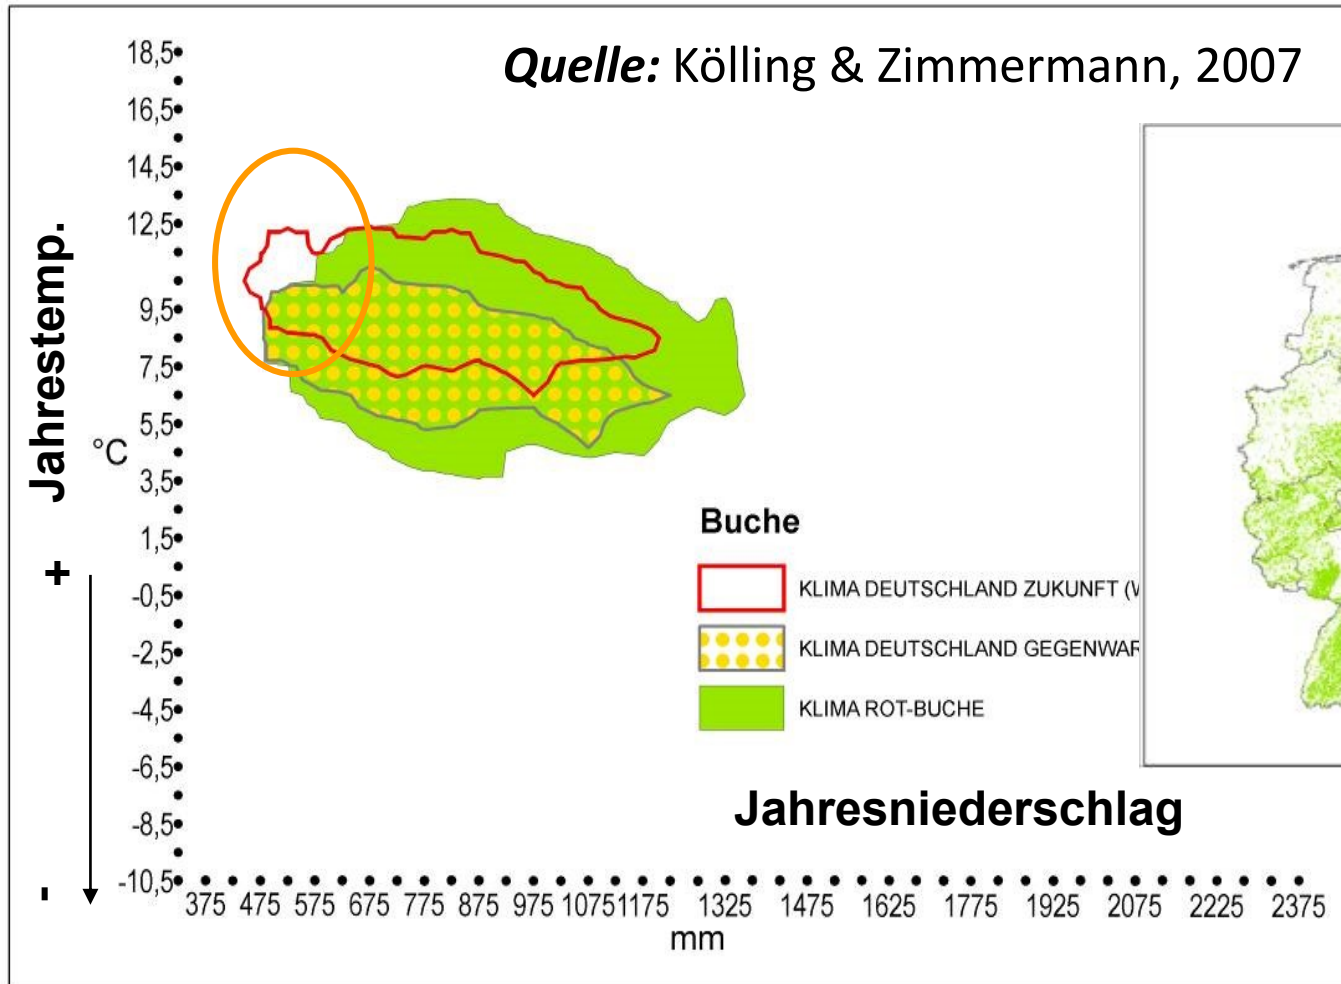 Quelle: Kölling & Zimmermann, 2007
18,5
16,5
14,5
12,5
9,5
7,5
5,5
3,5
1,5
-0,5
-2,5
-4,5
-6,5
-8,5
-10,5
°C
Jahrestemp.
+
-
Buche
KLIMA DEUTSCHLAND ZUKUNFT (
KLIMA DEUTSCHLAND GEGENWAR
KLIMA ROT-BUCHE
Jahresniederschlag
375 475 575 675 775 875 975 1075 1175 1325 1475 1625 1775 1925 2075 2225 2375
mm